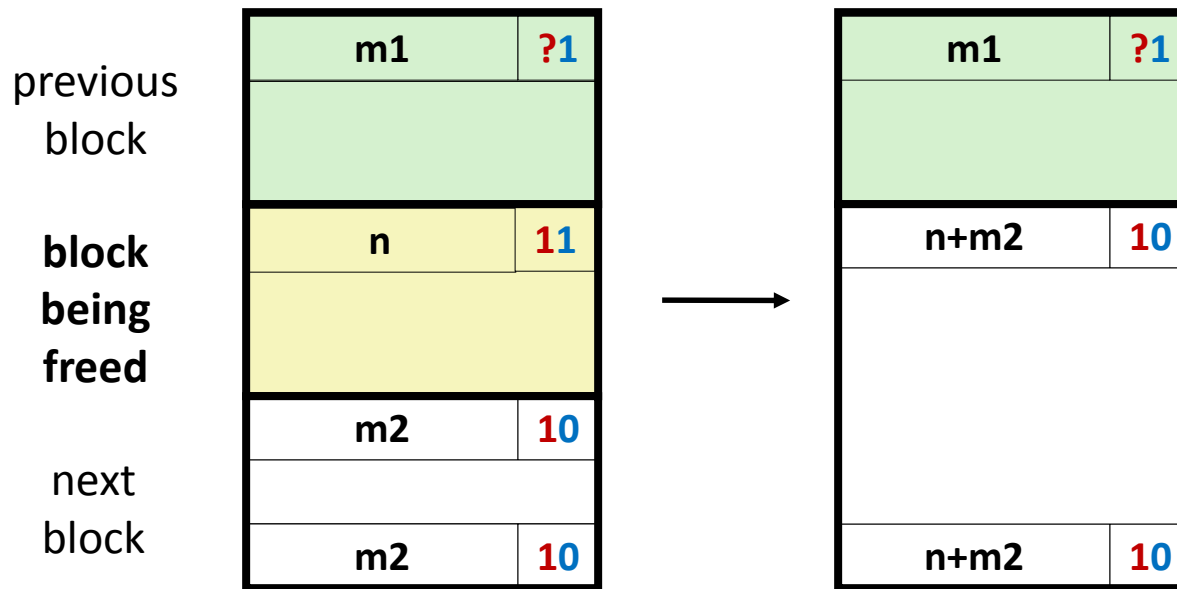 m1 ?1
previous
block
n 11
block
being
freed
m2 10
next
block
m2 10
m1 ?1
n+m2 10
n+m2 10